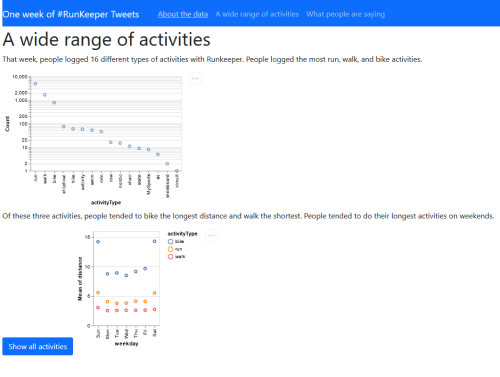 One week of #RunKeeper Tweets
About the data
A wide range of activities
What people are saying
A wide range of activities
That week, people logged 16 different types of activities with Runkeeper. People logged the most run, walk, and bike activities.
10,000
2,000
1,000
200
100
20
10
2
1
Count
run
walk
bike
elliptical
activity
swim
row
nordic
chair
MySports
snowboard
circuit
activityType
Of these three activities, people tended to bike the longest distance and walk the shortest. People tended to do their longest activities on weekends.
15
10
5
0
Mean of distance
Sun
Mon
Tue
Wed
Thu
Fri
Sat
weekday
activityType
bike
run
walk
Show all activities